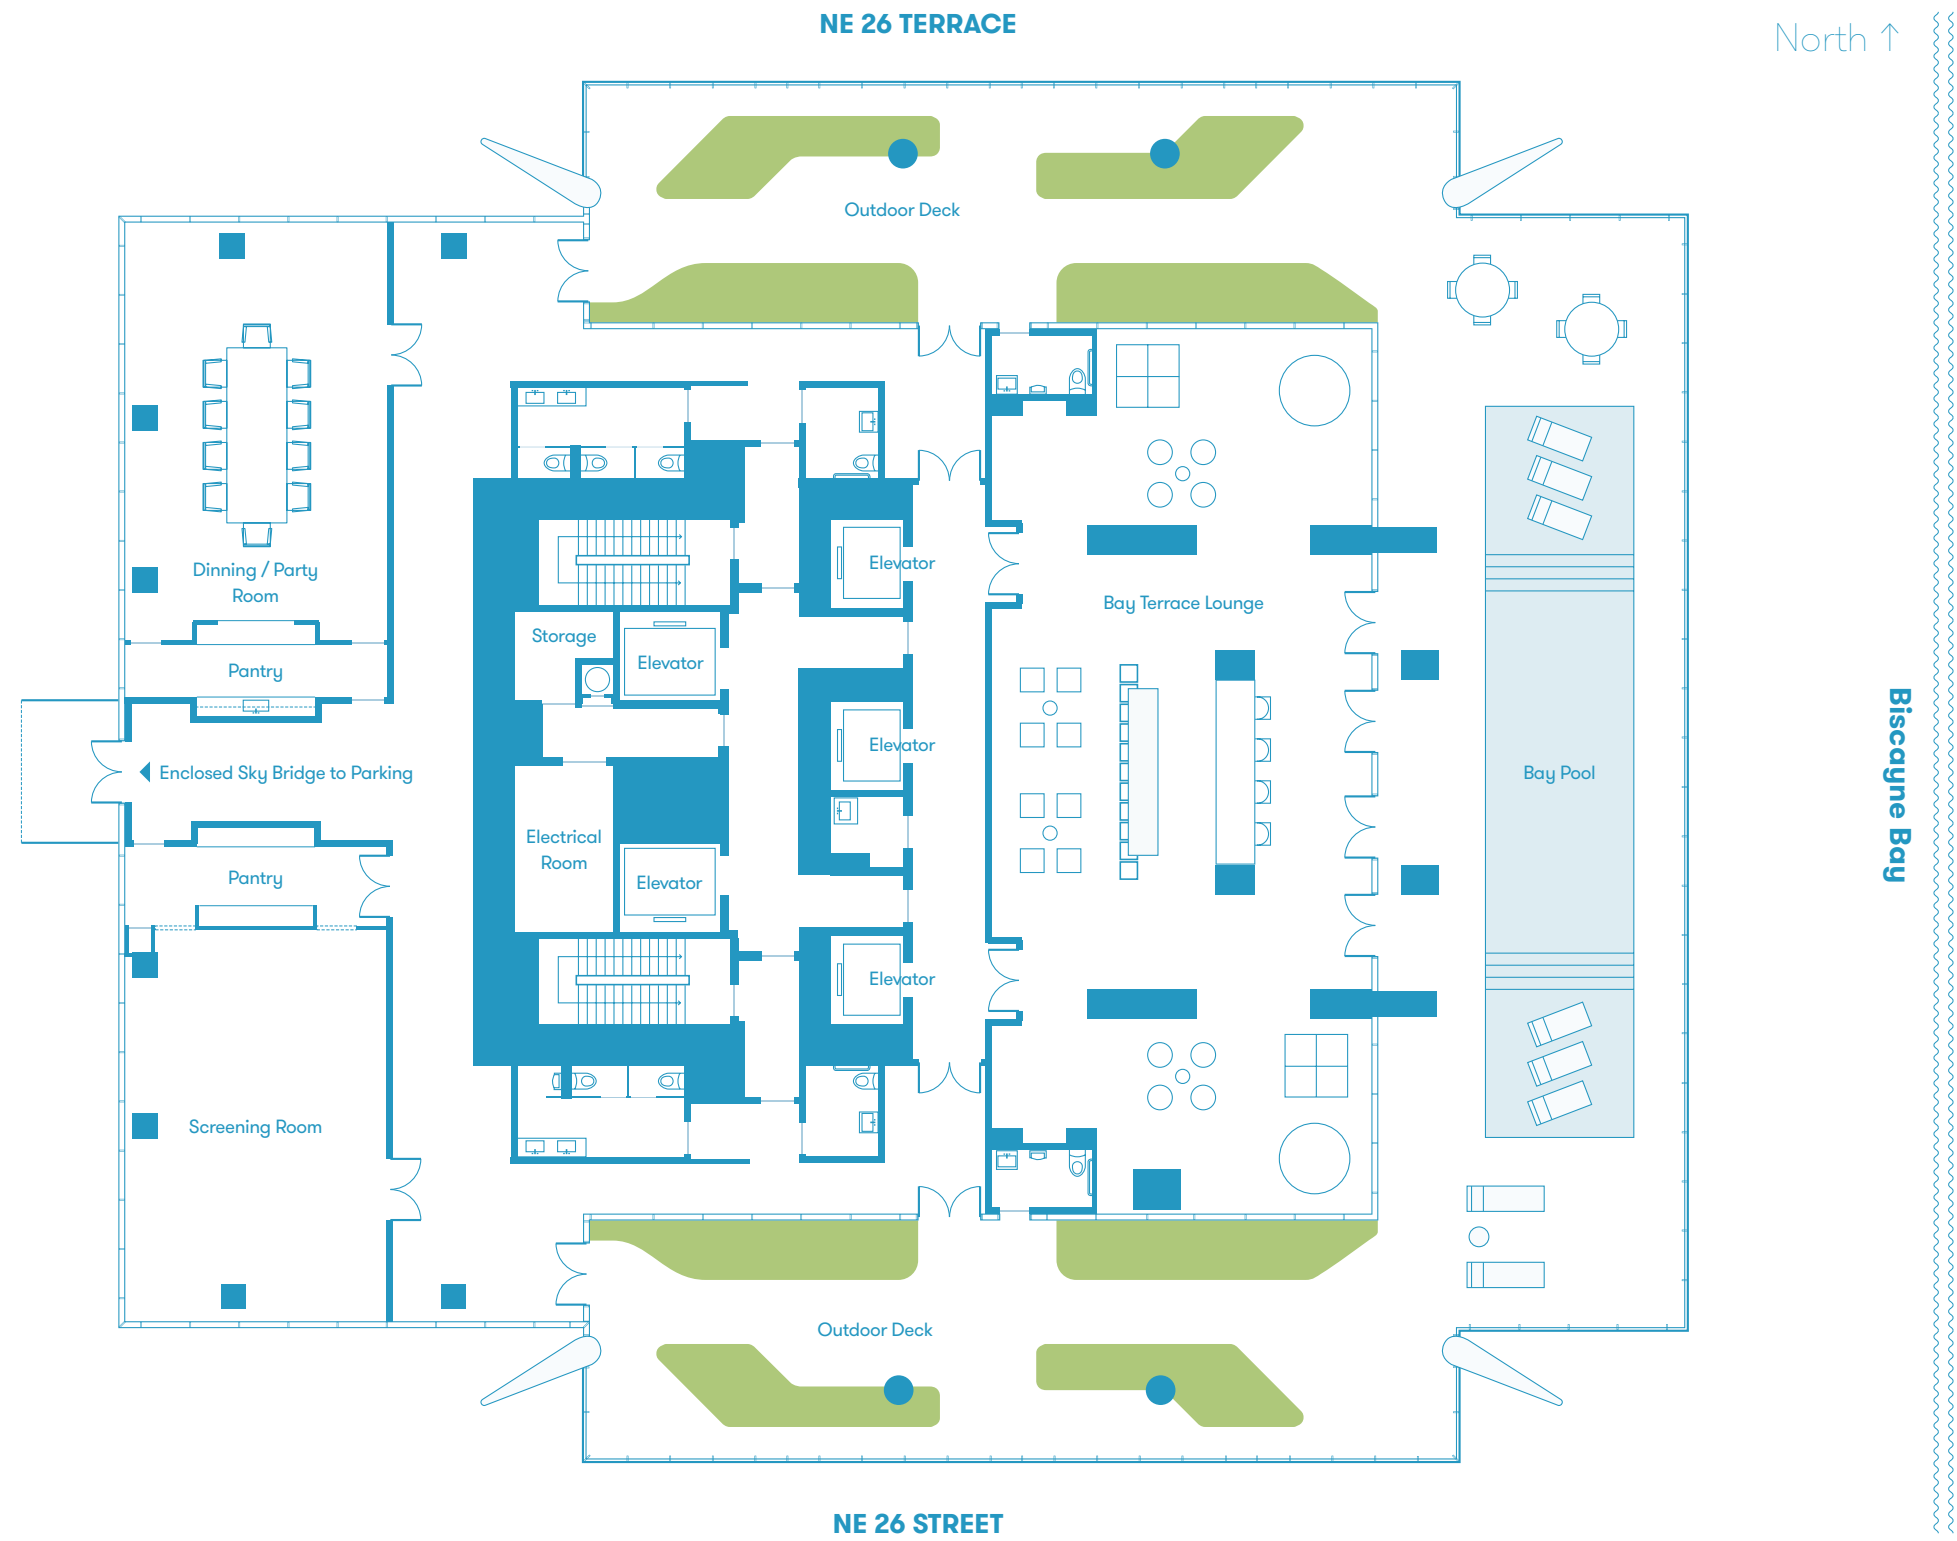 NE 26 TERRACE
North ↑
Outdoor Deck
Dinning / Party
Room
Elevator
Bay Terrace Lounge
Storage
Elevator
Pantry
Elevator
Enclosed Sky Bridge to Parking
Bay Pool
Biscayne Bay
Electrical
Room
Pantry
Elevator
Elevator
Screening Room
Outdoor Deck
NE 26 STREET